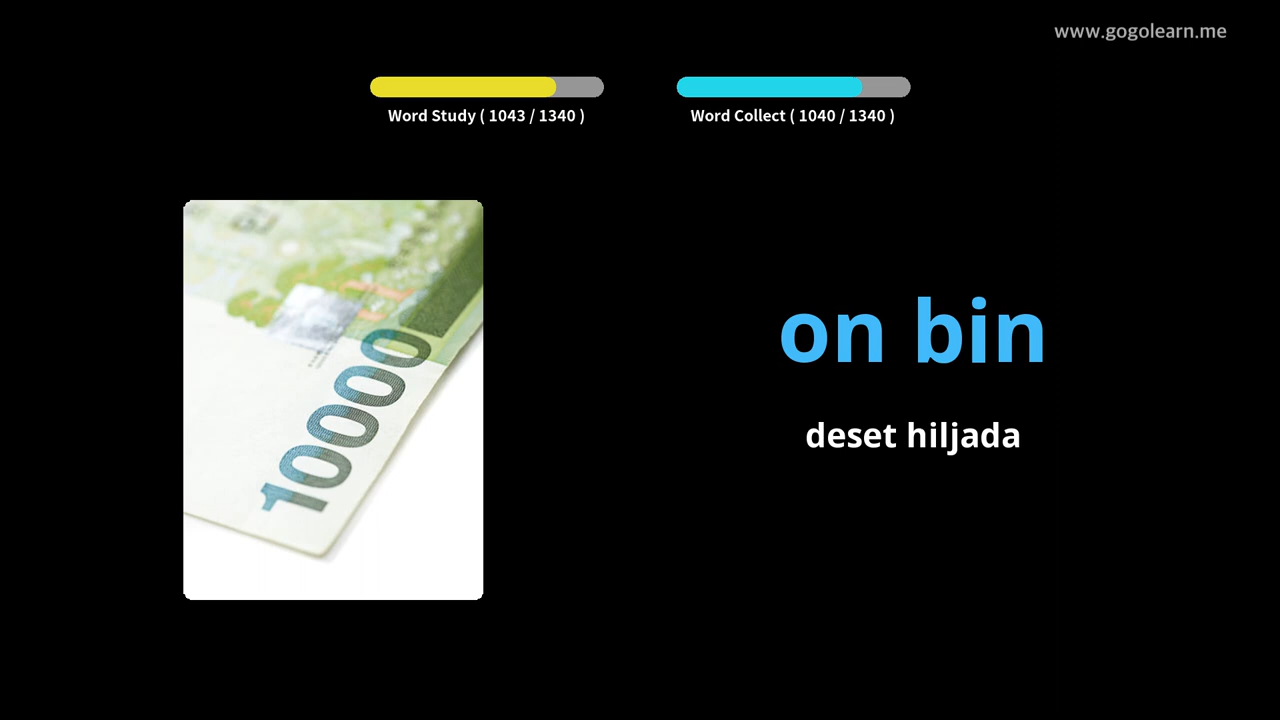 www.gogolearn.me
Word Study ( 1043 / 1340 )
Word Collect ( 1040 / 1340 )
10000
on bin
deset hiljada